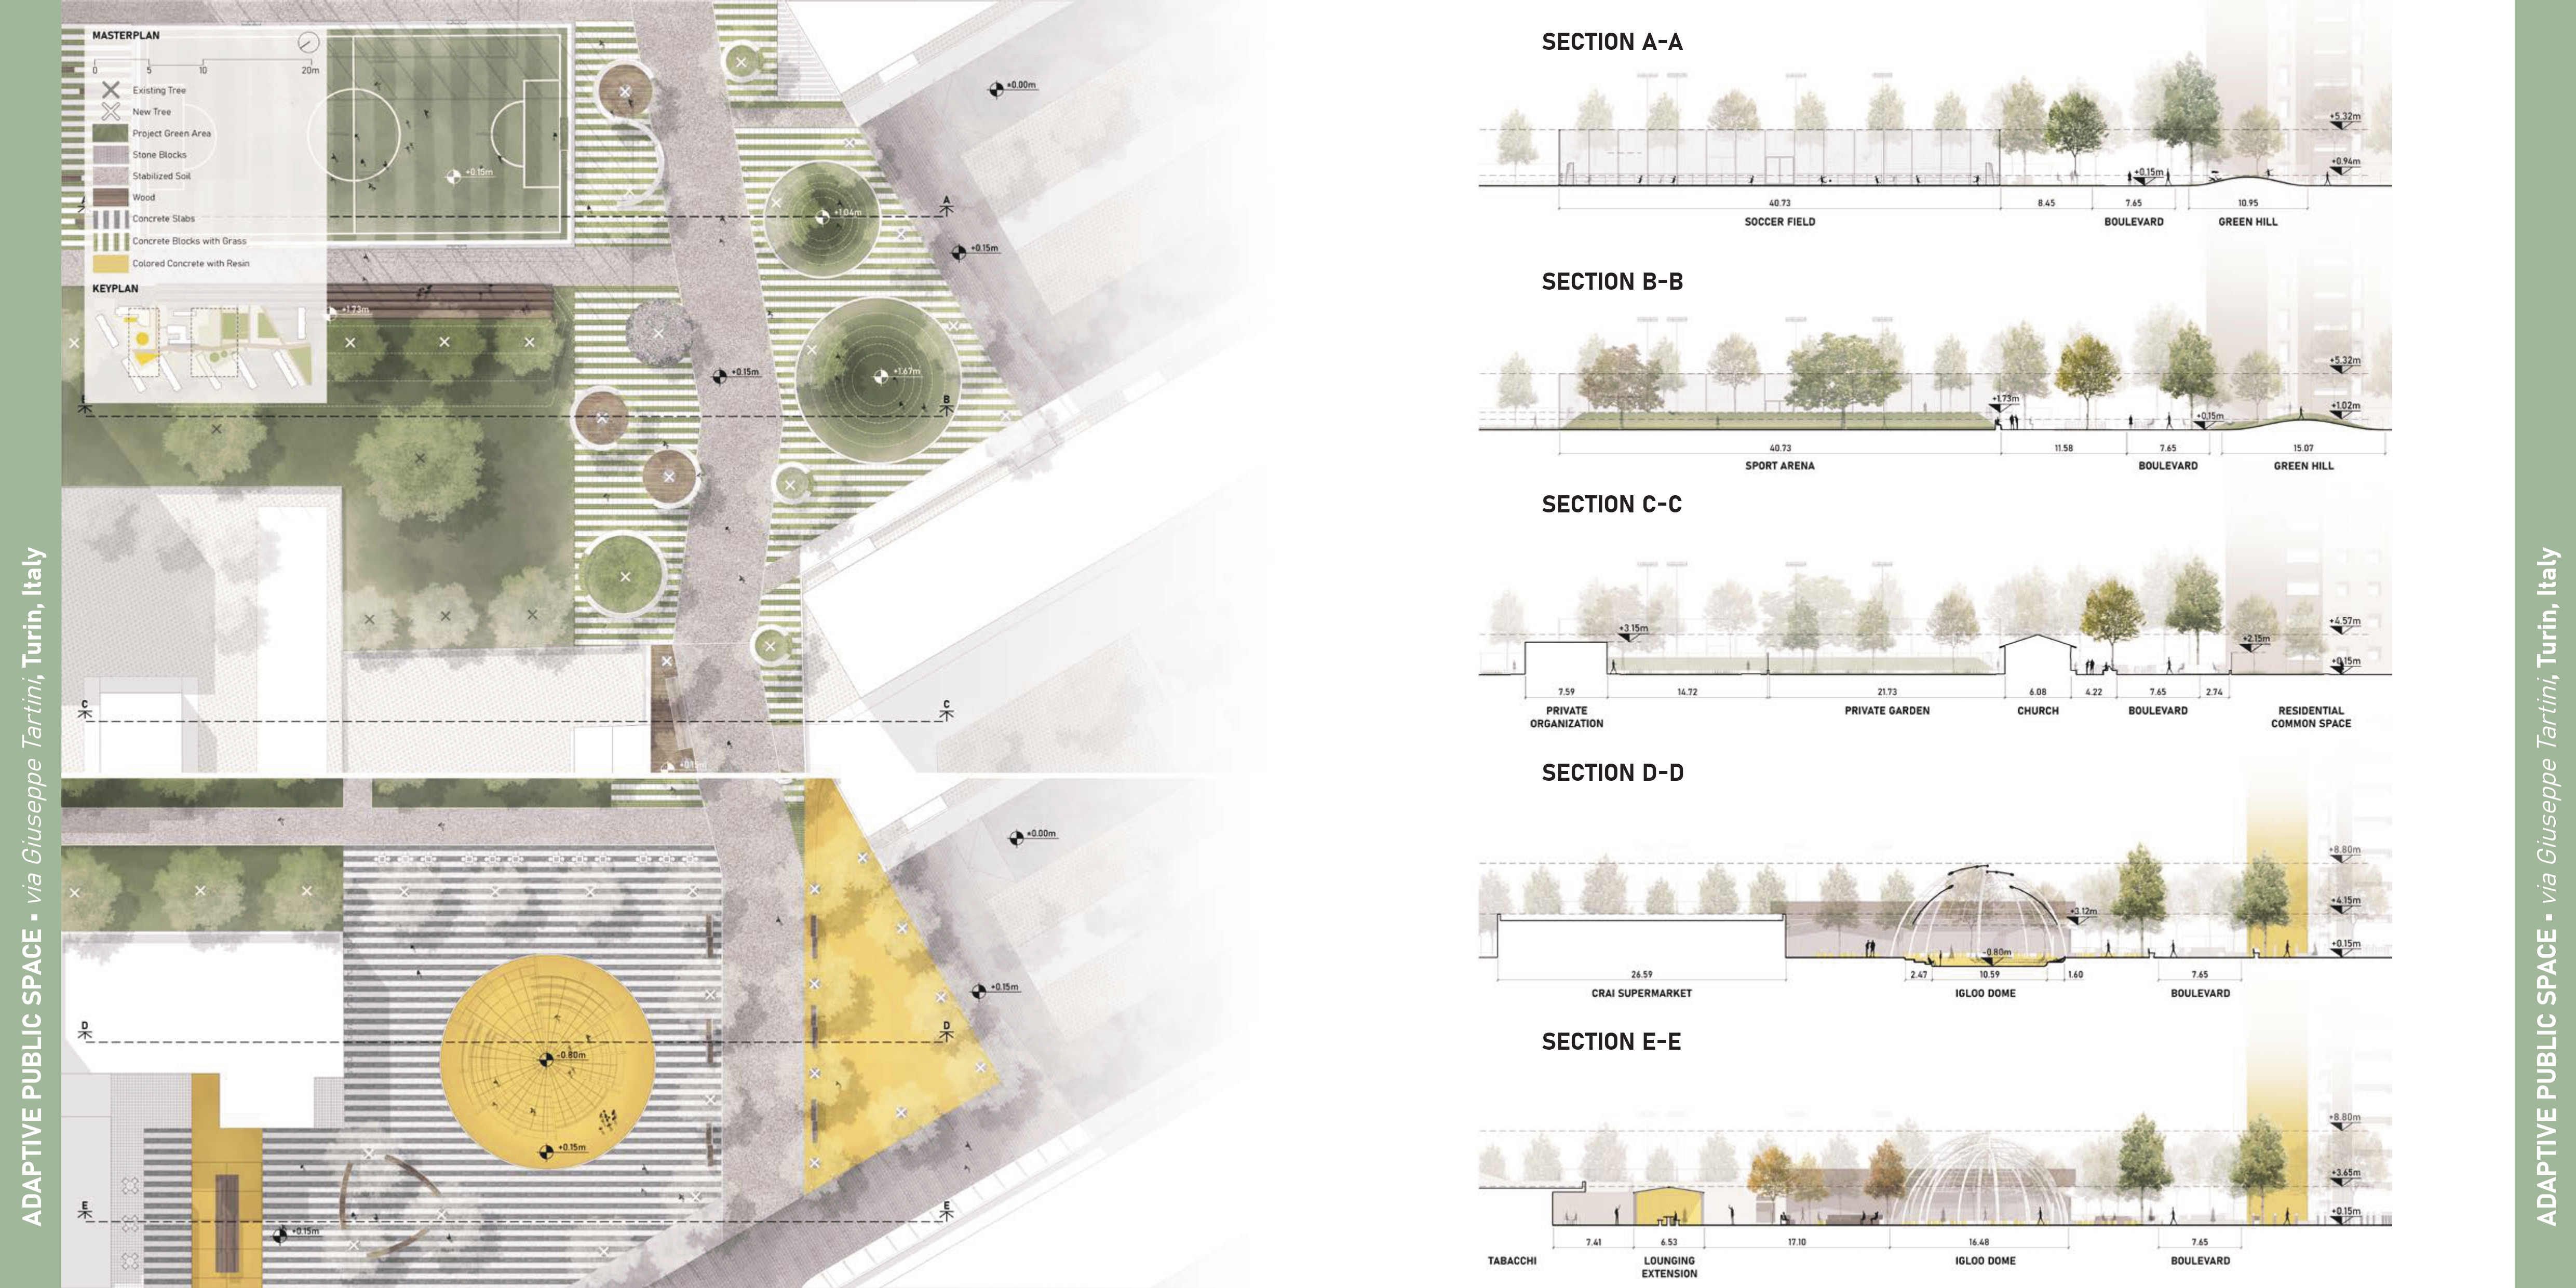 ADAPTIVE PUBLIC SPACE ▪ via Giuseppe Tartini, Turin, Italy
MASTERPLAN
0 5 10 20m
Existing Tree
New Tree
Project Green Area
Stone Blocks
Stabilized Soil
Wood
Concrete Slabs
Concrete Blocks with Grass
Colored Concrete with Resin
KEYPLAN
+0.00m
+0.15m
A
+1.04m
+0.15m
+1.73m
+0.15m
+1.67m
B
C
C
+0.15m
+0.00m
+0.15m
D
D
-0.80m
+0.15m
E
E
+0.15m
SECTION A-A
+5.32m
+0.94m
+0.15m
40.73
8.45
7.65
10.95
SOCCER FIELD
BOULEVARD
GREEN HILL
SECTION B-B
+5.32m
+1.73m
+1.02m
+0.15m
40.73
11.58
7.65
15.07
SPORT ARENA
BOULEVARD
GREEN HILL
SECTION C-C
+3.15m
+4.57m
+2.15m
+0.15m
7.59
14.72
21.73
6.08
4.22
7.65
2.74
PRIVATE
ORGANIZATION
PRIVATE GARDEN
CHURCH
BOULEVARD
RESIDENTIAL
COMMON SPACE
SECTION D-D
+8.80m
+4.15m
+3.12m
+0.15m
-0.80m
26.59
2.47
10.59
1.60
7.65
CRAI SUPERMARKET
IGLOO DOME
BOULEVARD
SECTION E-E
+8.80m
+3.65m
+0.15m
7.41
6.53
17.10
16.48
7.65
TABACCHI
LOUNGING
EXTENSION
IGLOO DOME
BOULEVARD
ADAPTIVE PUBLIC SPACE ▪ via Giuseppe Tartini, Turin, Italy